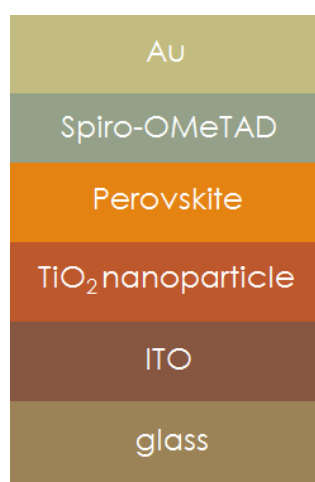 Au
Spiro-OMeTAD
Perovskite
TiO₂ nanoparticle
ITO
glass